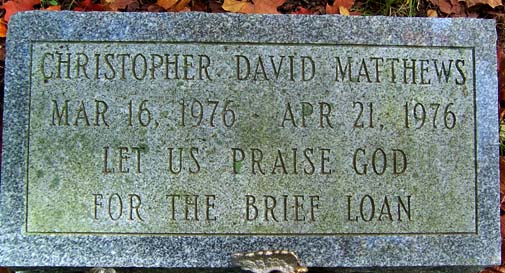 CHRISTOPHER DAVID MATTHEWS
MAR 16, 1976 APR 21, 1976
LET US PRAISE GOD
FOR THE BRIEF LOAN